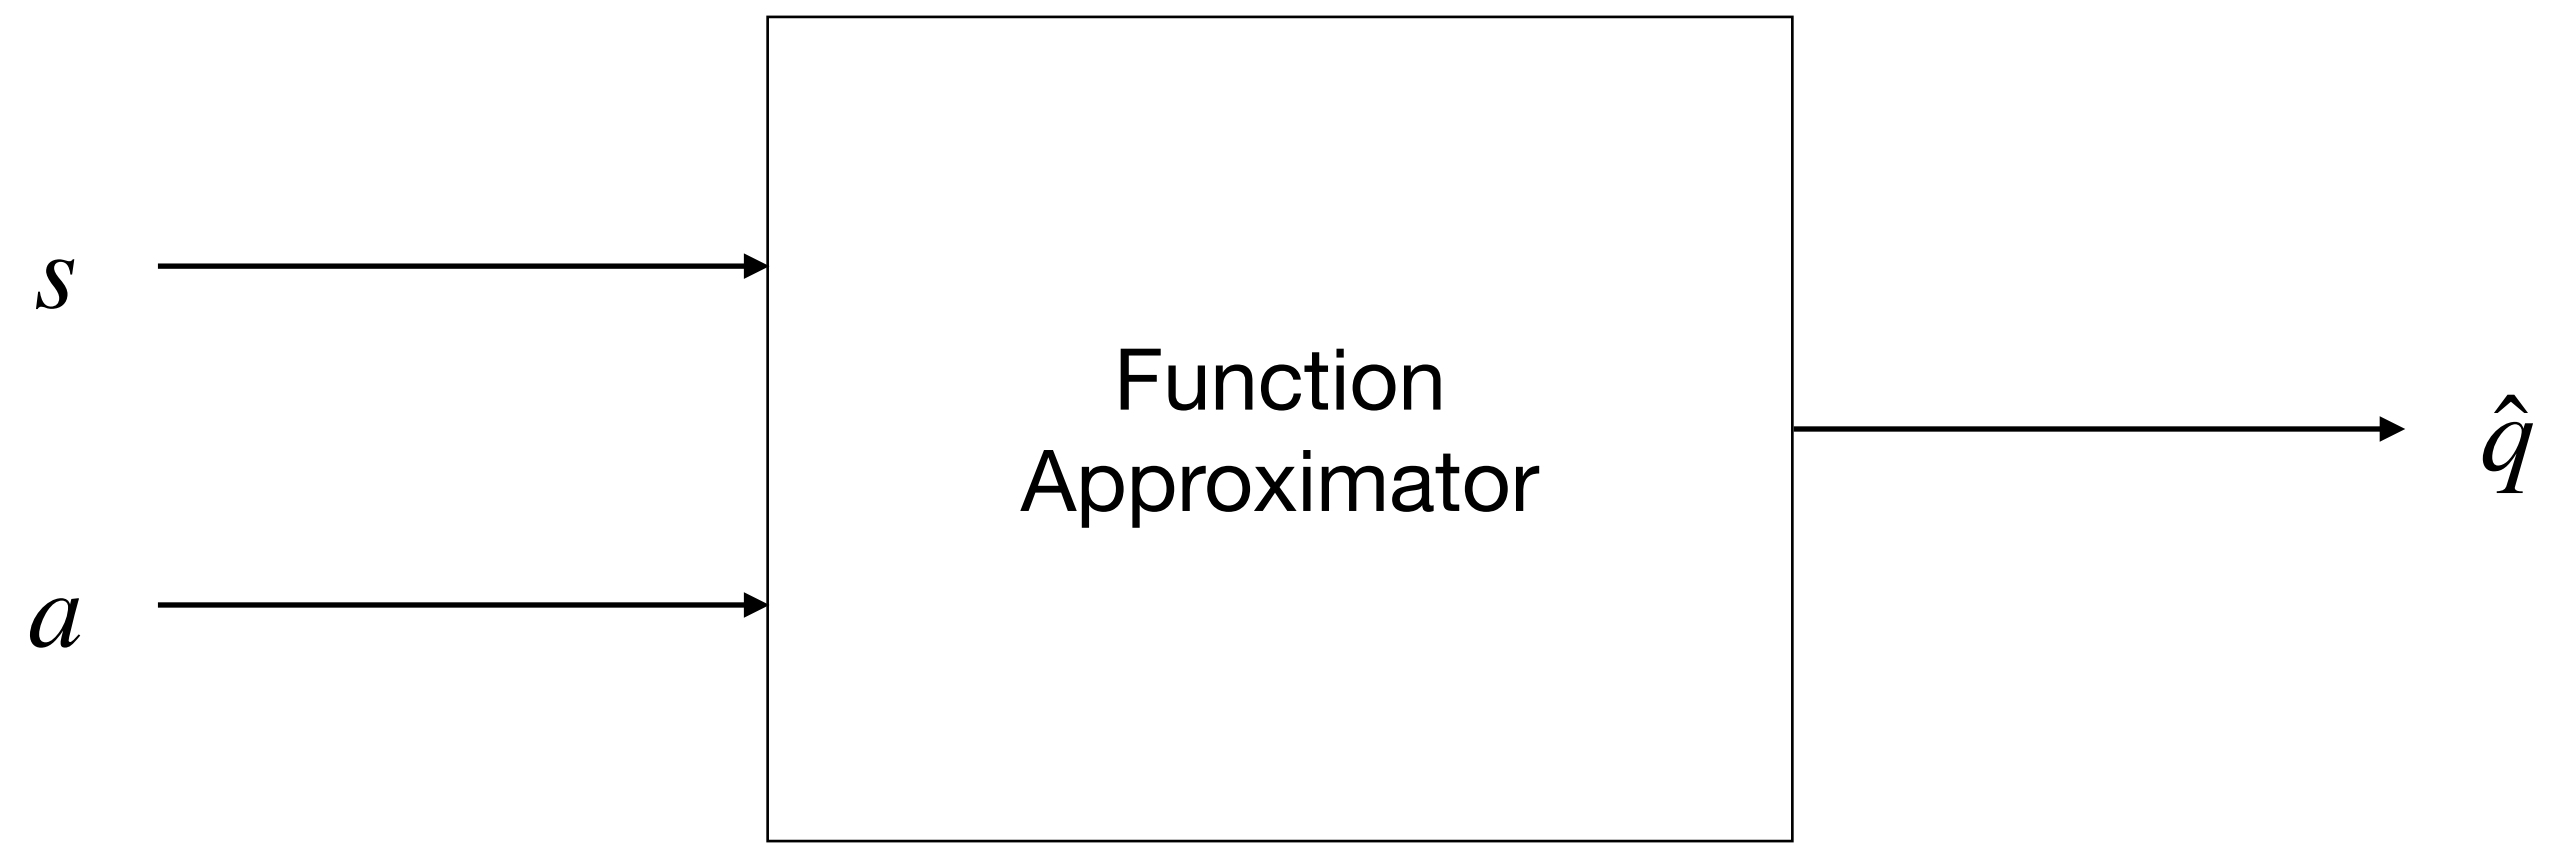 s
a
Function
Approximator
q̂